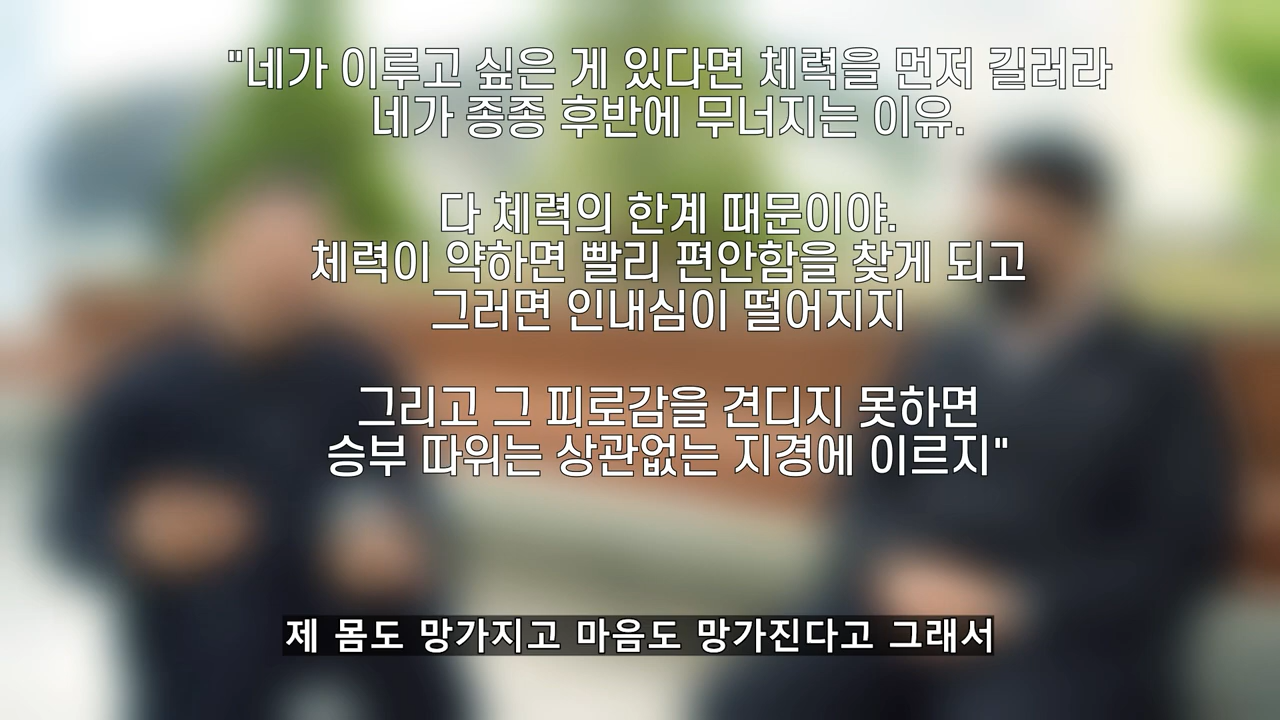 "네가 이루고 싶은 게 있다면 체력을 먼저 길러라
네가 종종 후반에 무너지는 이유.
다 체력의 한계 때문이야.
체력이 약하면 빨리 편안함을 찾게 되고
그러면 인내심이 떨어지지
그리고 그 피로감을 견디지 못하면
승부 따위는 상관없는 지경에 이르지"
제 몸도 망가지고 마음도 망가진다고 그래서